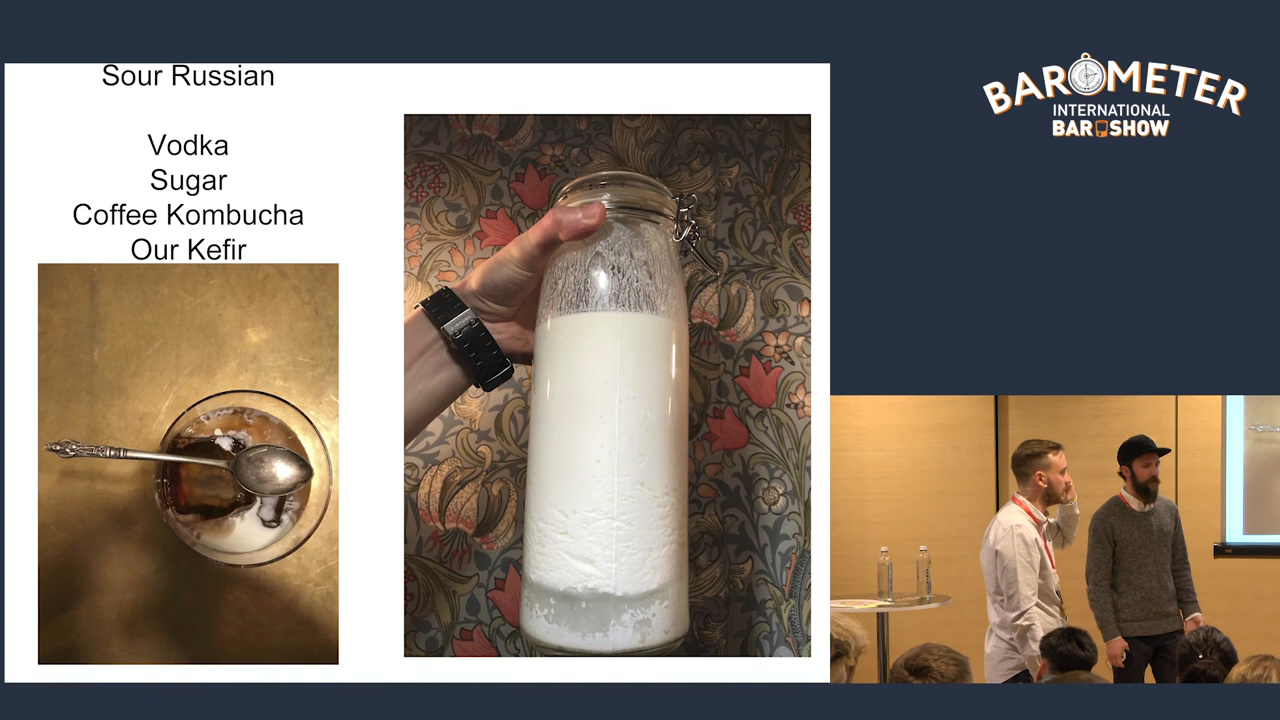 Sour Russian
Vodka
Sugar
Coffee Kombucha
Our Kefir
BAROMETER
INTERNATIONAL
BAR SHOW